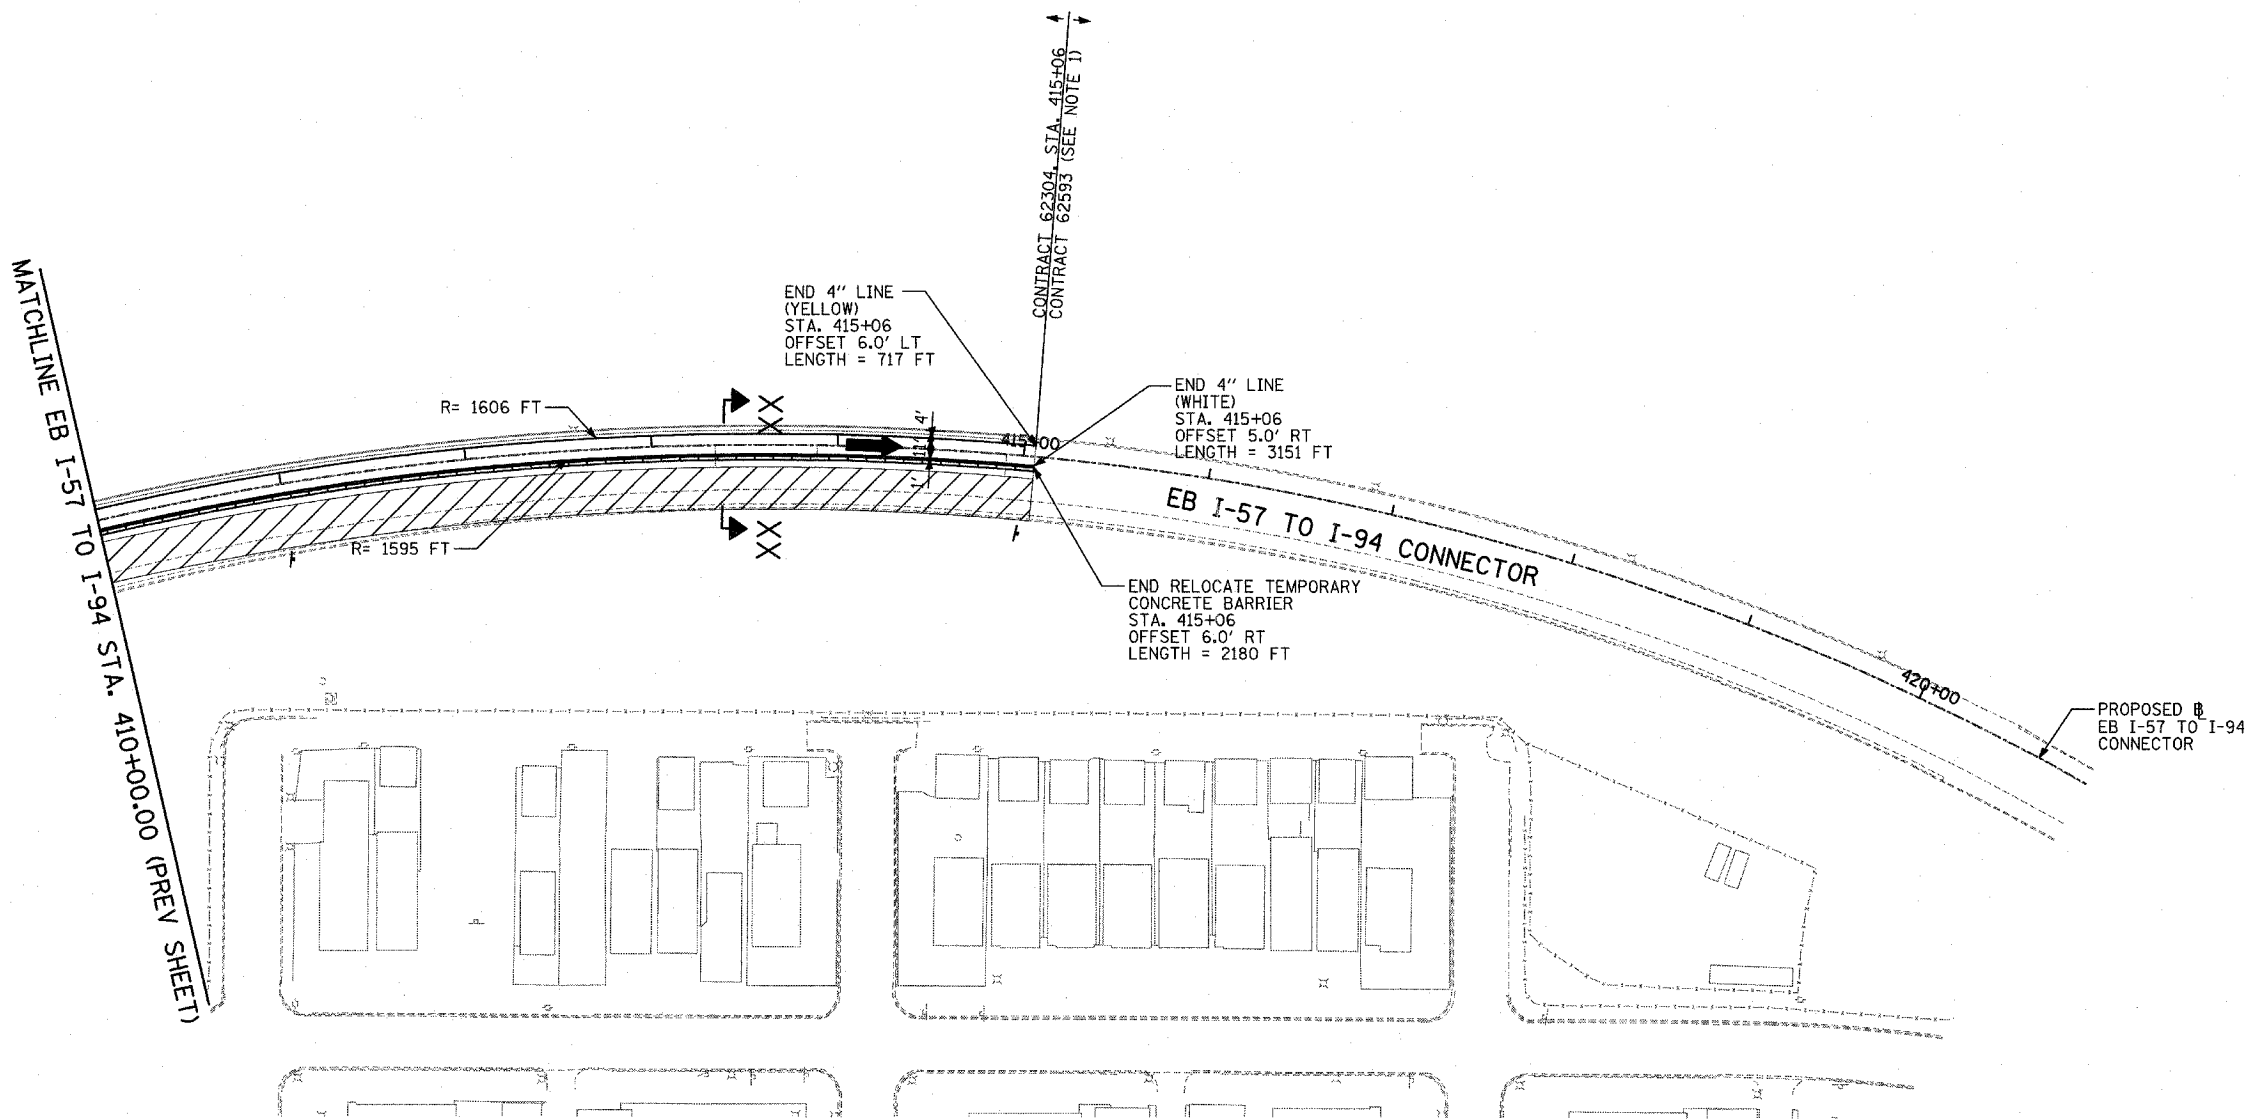 CONTRACT 62304, STA. 415+06
CONTRACT 62593 (SEE NOTE 1)
MATCHLINE EB I-57 TO I-94 STA. 410+00.00 (PREV SHEET)
END 4" LINE
(YELLOW)
STA. 415+06
OFFSET 6.0' LT
LENGTH = 717 FT
END 4" LINE
(WHITE)
STA. 415+06
OFFSET 5.0' RT
LENGTH = 3151 FT
R= 1606 FT
XX
4'
11'
1'
415+00
EB I-57 TO I-94 CONNECTOR
XX
R= 1595 FT
END RELOCATE TEMPORARY
CONCRETE BARRIER
STA. 415+06
OFFSET 6.0' RT
LENGTH = 2180 FT
420+00
PROPOSED ℄
EB I-57 TO I-94
CONNECTOR